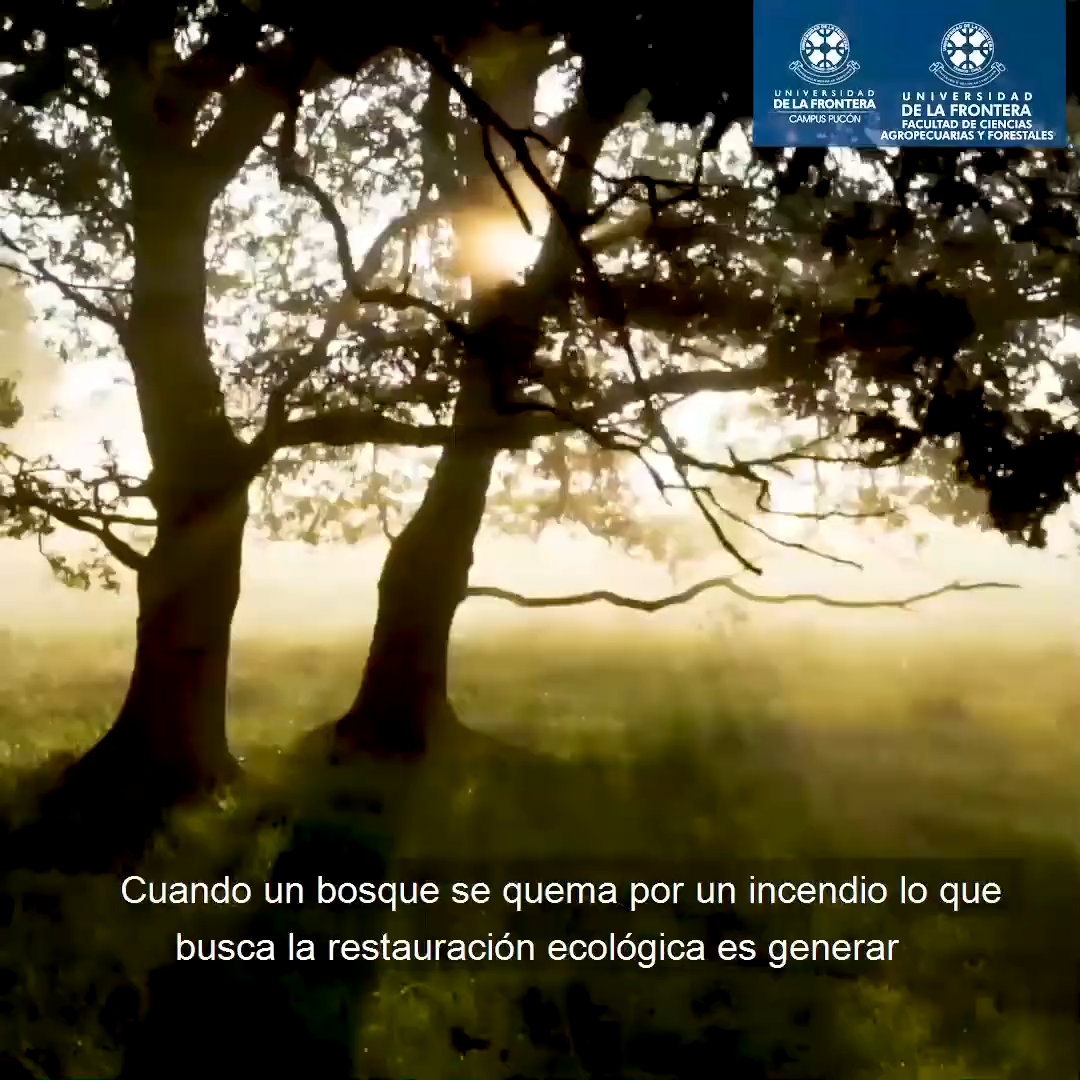 UNIVERSIDAD
DE LA FRONTERA
CAMPUS PUCÓN
UNIVERSIDAD
DE LA FRONTERA
FACULTAD DE CIENCIAS
AGROPECUARIAS Y FORESTALES
Cuando un bosque se quema por un incendio lo que
busca la restauración ecológica es generar